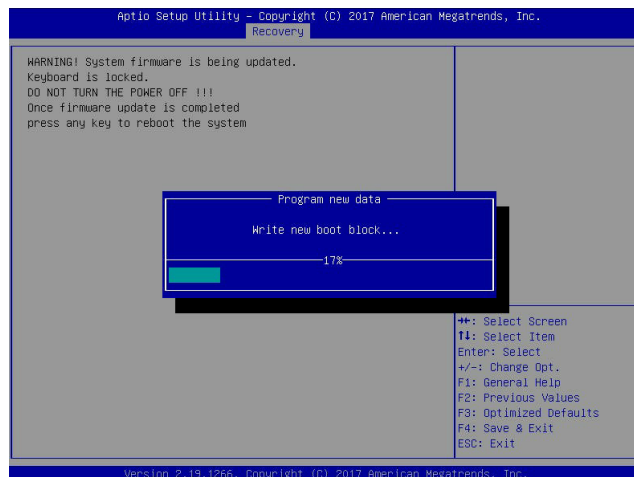 Aptio Setup Utility – Copyright (C) 2017 American Megatrends, Inc.
Recovery
WARNING! System firmware is being updated.
Keyboard is locked.
DO NOT TURN THE POWER OFF !!!
Once firmware update is completed
press any key to reboot the system
Program new data
Write new boot block...
17%
→←: Select Screen
↑↓: Select Item
Enter: Select
+/-: Change Opt.
F1: General Help
F2: Previous Values
F3: Optimized Defaults
F4: Save & Exit
ESC: Exit
Version 2.19.1266. Copyright (C) 2017 American Megatrends, Inc.